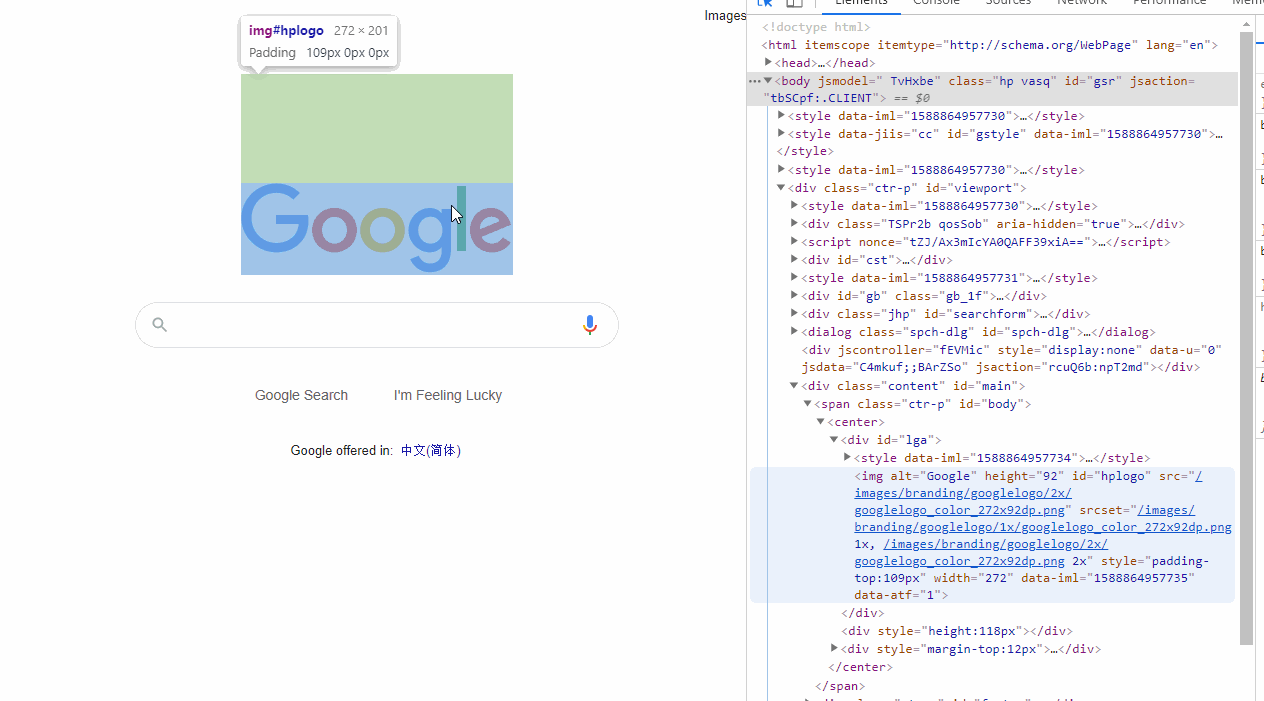 Images
img#hplogo 272 × 201
Padding 109px 0px 0px
Google
Google Search I'm Feeling Lucky
Google offered in: 中文(简体)
Elements Console Sources Network Performance
<!doctype html>
<html itemscope itemtype="http://schema.org/WebPage" lang="en">
<head>…</head>
<body jsmodel=" TvHxbe" class="hp vasq" id="gsr" jsaction=
"tbSCpf:.CLIENT"> == $0
<style data-iml="1588864957730">…</style>
<style data-jiis="cc" id="gstyle" data-iml="1588864957730">…
</style>
<style data-iml="1588864957730">…</style>
<div class="ctr-p" id="viewport">
<style data-iml="1588864957730">…</style>
<div class="TSPr2b qosSob" aria-hidden="true">…</div>
<script nonce="tZJ/Ax3mIcYA0QAFF39xiA==">…</script>
<div id="cst">…</div>
<style data-iml="1588864957731">…</style>
<div id="gb" class="gb_1f">…</div>
<div class="jhp" id="searchform">…</div>
<dialog class="spch-dlg" id="spch-dlg">…</dialog>
<div jscontroller="fEVMic" style="display:none" data-u="0"
jsdata="C4mkuf;;BArZSo" jsaction="rcuQ6b:npT2md"></div>
<div class="content" id="main">
<span class="ctr-p" id="body">
<center>
<div id="lga">
<style data-iml="1588864957734">…</style>
<img alt="Google" height="92" id="hplogo" src="/
images/branding/googlelogo/2x/
googlelogo_color_272x92dp.png" srcset="/images/
branding/googlelogo/1x/googlelogo_color_272x92dp.png
1x, /images/branding/googlelogo/2x/
googlelogo_color_272x92dp.png 2x" style="padding-
top:109px" width="272" data-iml="1588864957735"
data-atf="1">
</div>
<div style="height:118px"></div>
<div style="margin-top:12px">…</div>
</center>
</span>